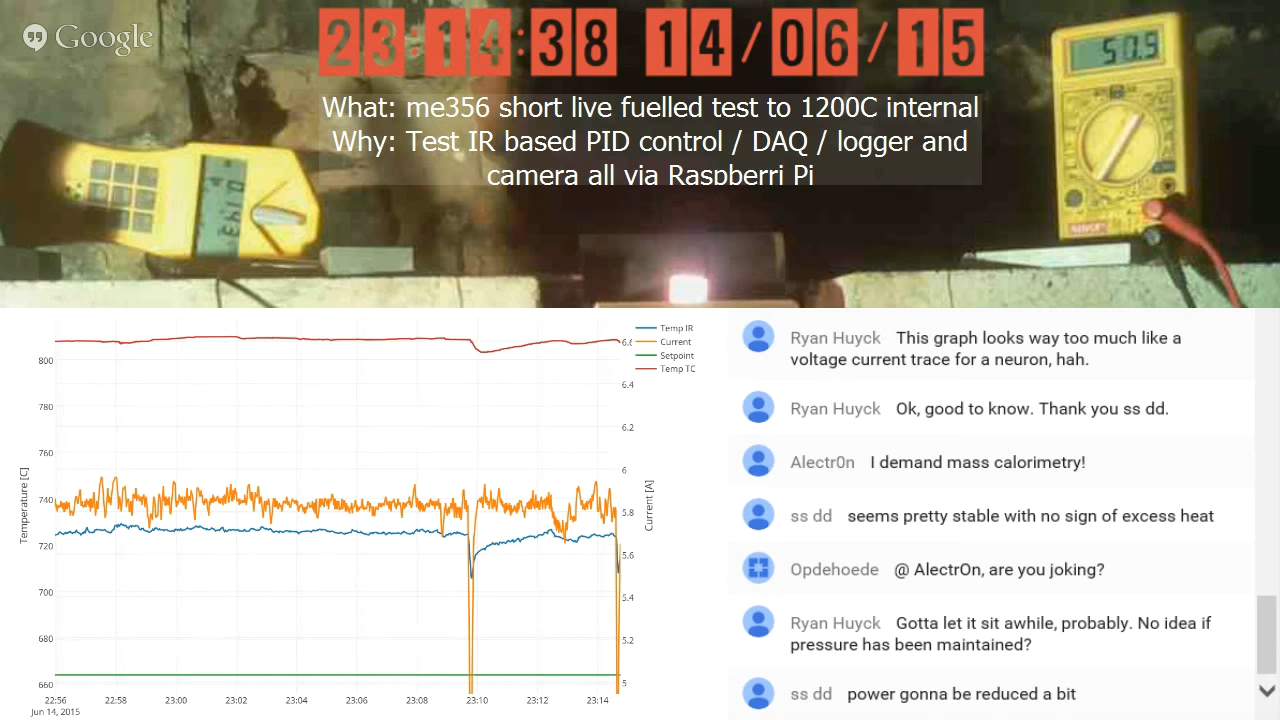 Google
23:14:38 14/06/15
What: me356 short live fuelled test to 1200C internal
Why: Test IR based PID control / DAQ / logger and
camera all via Raspberri Pi
50.9
Temp IR
Current
Setpoint
Temp TC
Temperature [C]
800
780
760
740
720
700
680
660
6.6
6.4
6.2
6
5.8
5.6
5.4
5.2
5
Current [A]
22:56
22:58
23:00
23:02
23:04
23:06
23:08
23:10
23:12
23:14
Jun 14, 2015
Ryan Huyck This graph looks way too much like a
voltage current trace for a neuron, hah.
Ryan Huyck Ok, good to know. Thank you ss dd.
Alectr0n I demand mass calorimetry!
ss dd seems pretty stable with no sign of excess heat
Opdehoede @ AlectrOn, are you joking?
Ryan Huyck Gotta let it sit awhile, probably. No idea if
pressure has been maintained?
ss dd power gonna be reduced a bit